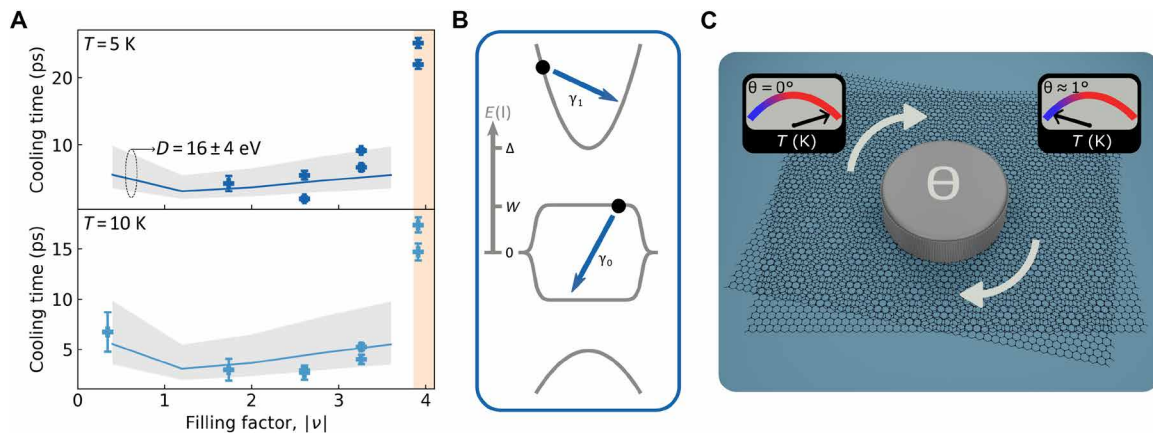 A
T = 5 K
20
10
Cooling time (ps)
D = 16 ± 4 eV
T = 10 K
15
10
5
Cooling time (ps)
0
1
2
3
4
Filling factor, |ν|
B
E(l)
Δ
W
0
γ1
γ0
C
θ = 0°
T (K)
θ ≈ 1°
T (K)
Θ